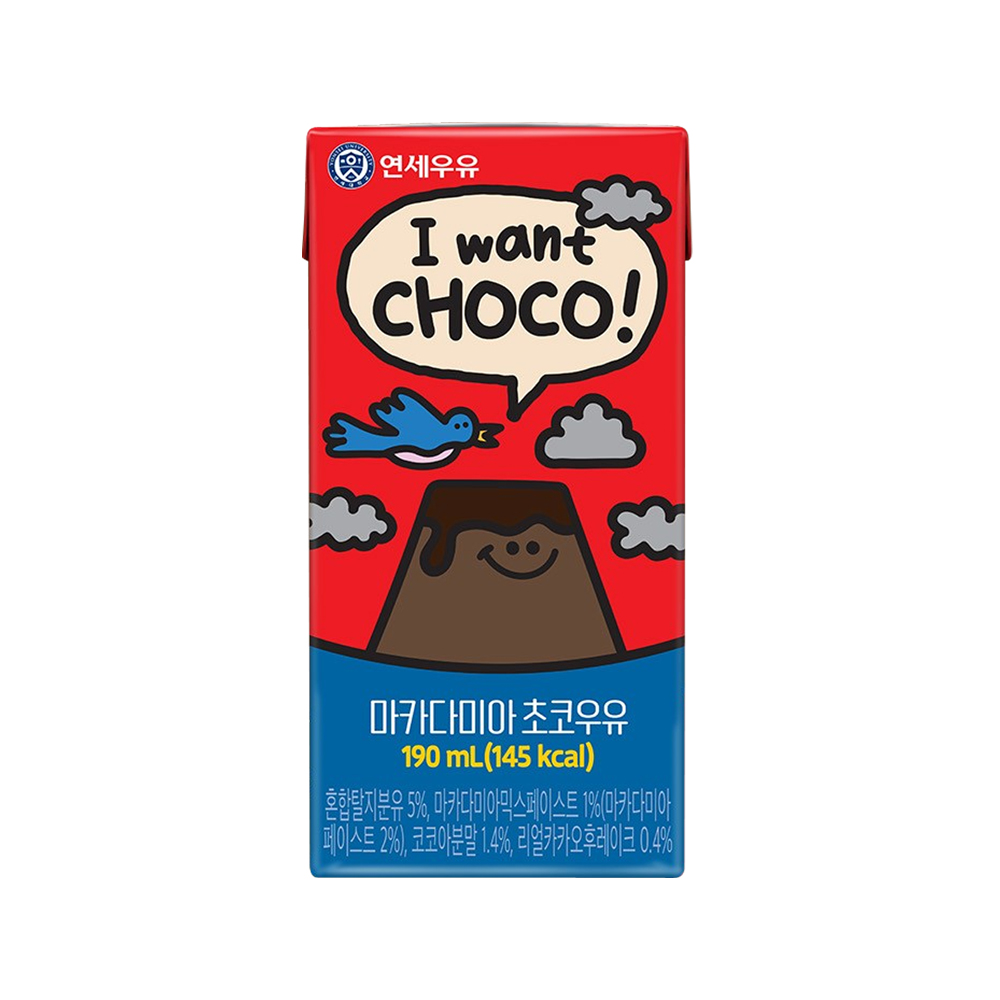 연세우유
I want
CHOCO!
마카다미아 초코우유
190 mL(145 kcal)
혼합탈지분유 5%, 마카다미아믹스페이스트 1%(마카다미아
페이스트 2%), 코코아분말 1.4%, 리얼카카오후레이크 0.4%